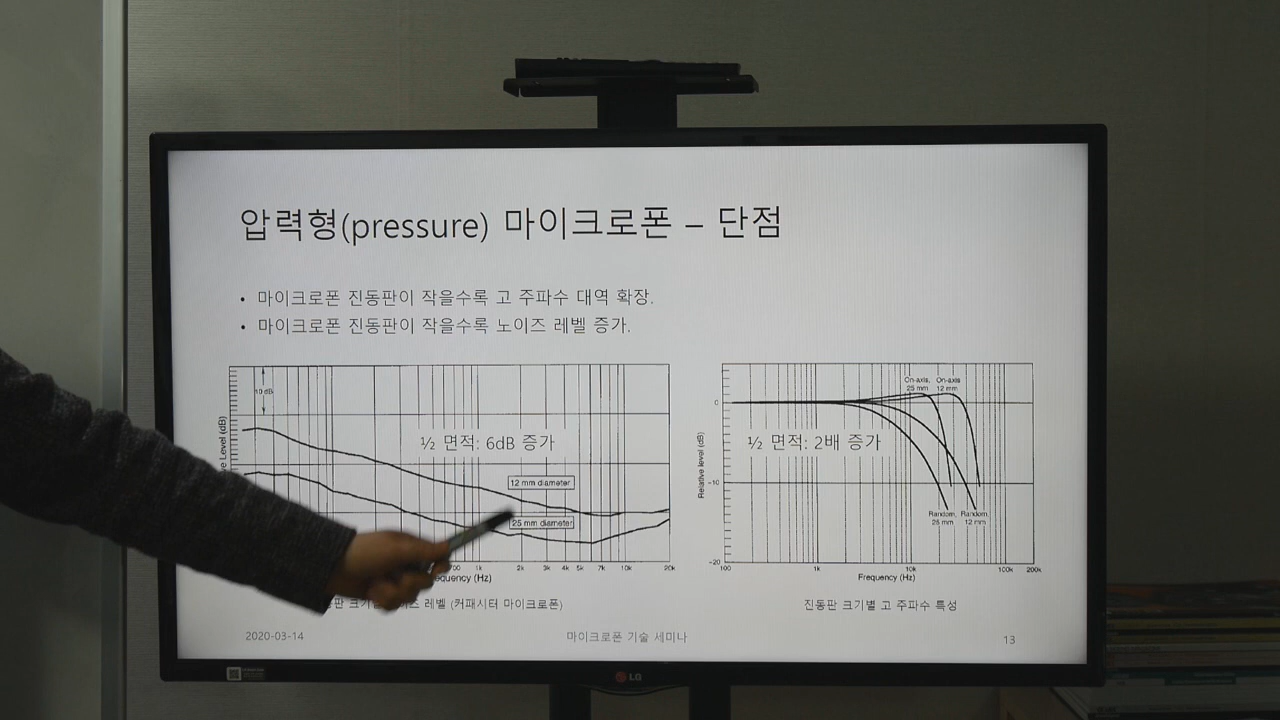 압력형(pressure) 마이크로폰 – 단점
• 마이크로폰 진동판이 작을수록 고 주파수 대역 확장.
• 마이크로폰 진동판이 작을수록 노이즈 레벨 증가.
10 dB
Level (dB)
½ 면적: 6dB 증가
12 mm diameter
25 mm diameter
700 1k 2k 3k 4k 5k 7k 10k 20k
(Hz)
크기 레벨 (커패시터 마이크로폰)
On-axis, 25 mm
On-axis 12 mm
0
-10
-20
Relative level (dB)
½ 면적: 2배 증가
Random, 25 mm
Random, 12 mm
100 1k 10k 100k 200k
Frequency (Hz)
진동판 크기별 고 주파수 특성
2020-03-14
마이크로폰 기술 세미나
13
LG